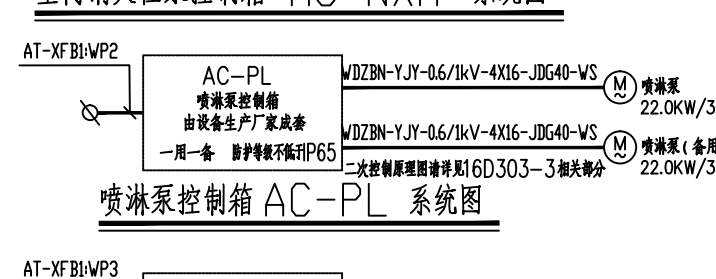 AT-XFB1:WP2
AC-PL
喷淋泵控制箱
由设备生产厂家成套
一用一备 防护等级不低于IP65
WDZBN-YJY-0.6/1kV-4X16-JDG40-WS
M
~
喷淋泵
22.0KW/3
WDZBN-YJY-0.6/1kV-4X16-JDG40-WS
M
~
喷淋泵(备用
22.0KW/3
二次控制原理图请详见16D303-3相关部分
喷淋泵控制箱 AC-PL 系统图
AT-XFB1:WP3